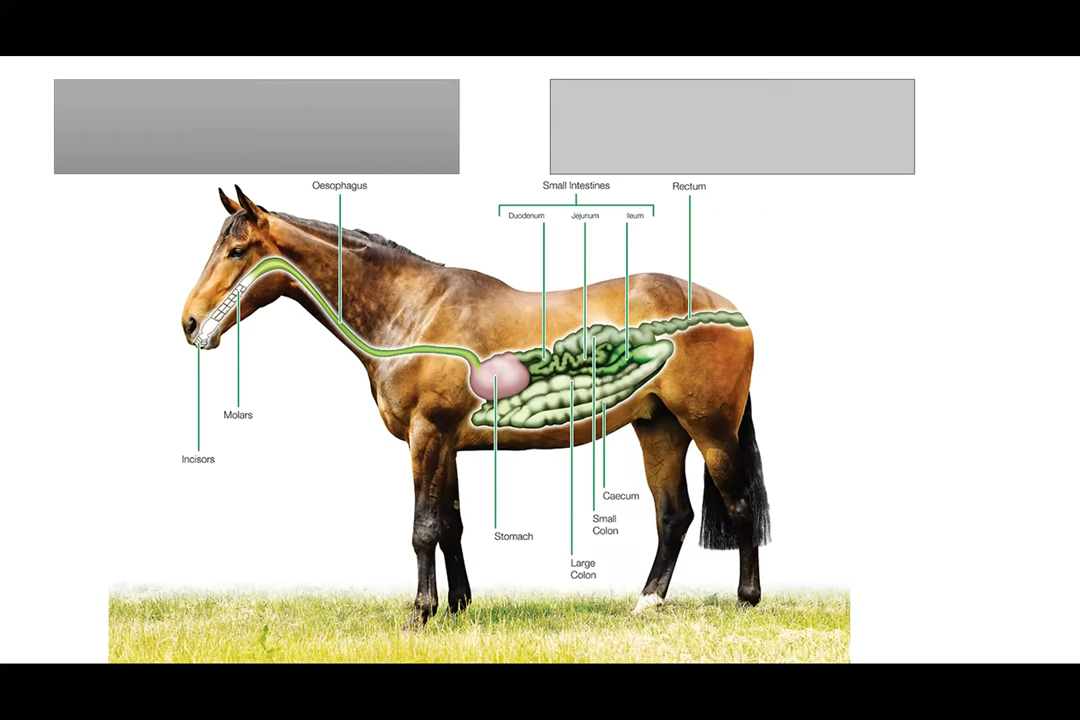 Oesophagus
Small Intestines
Rectum
Duodenum
Jejunum
Ileum
Molars
Incisors
Caecum
Small
Colon
Stomach
Large
Colon